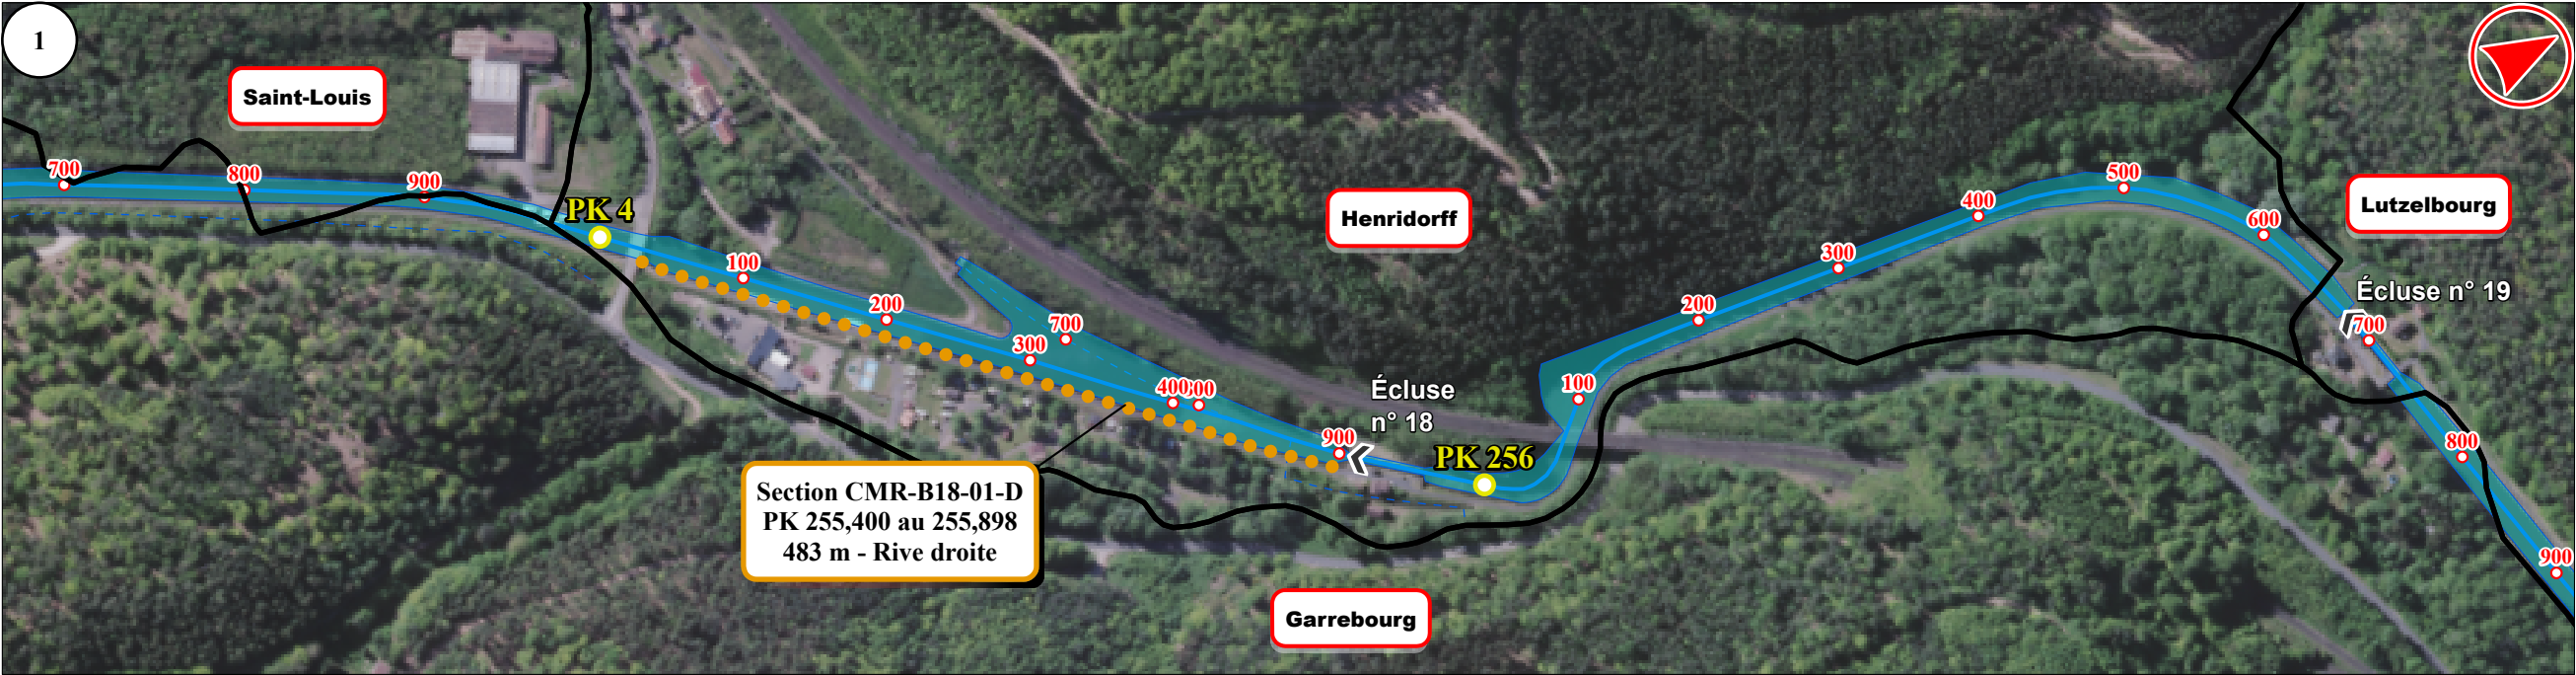 1
Saint-Louis
Henridorff
Lutzelbourg
Garrebourg
700
800
900
PK 4
100
200
300
700
400
00
900
Écluse
n° 18
PK 256
100
200
300
400
500
600
Écluse n° 19
700
800
900
Section CMR-B18-01-D
PK 255,400 au 255,898
483 m - Rive droite